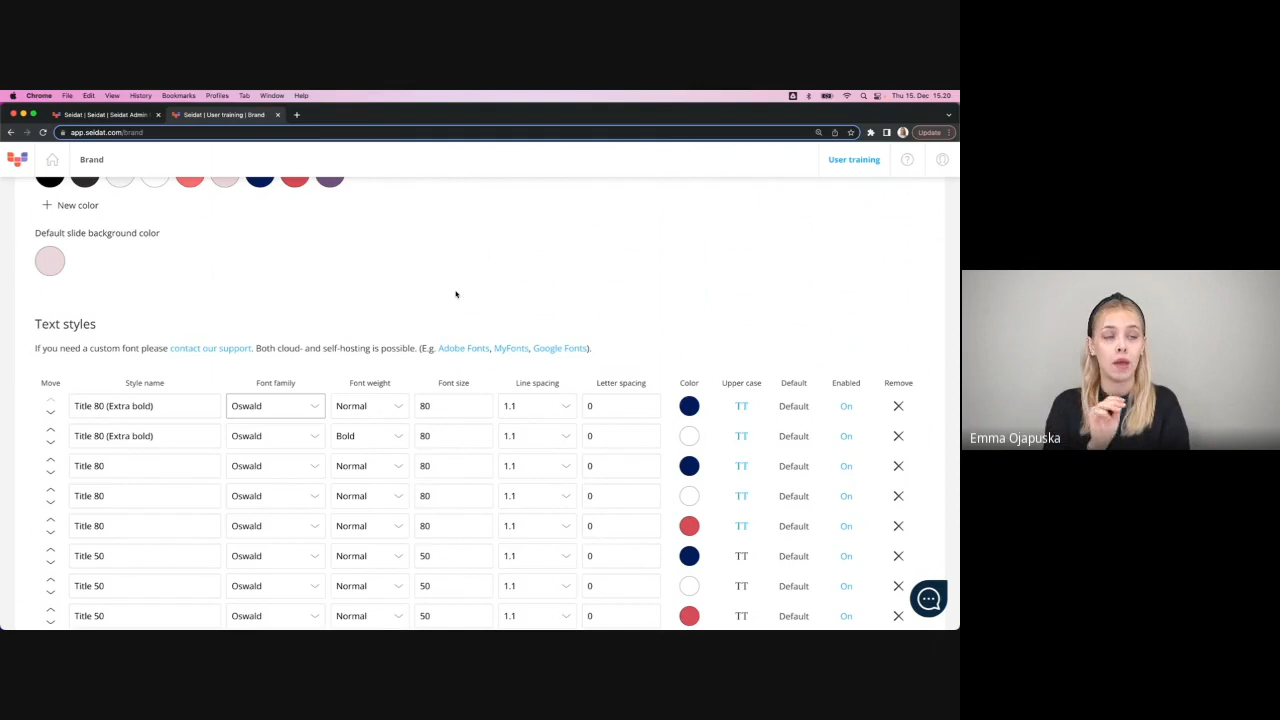 Chrome File Edit View History Bookmarks Profiles Tab Window Help Thu 15. Dec 15.20
Seidat | Seidat | Seidat Admin Seidat | User training | Brand
app.seidat.com/brand Update
Brand User training
New color
Default slide background color
Text styles
If you need a custom font please contact our support. Both cloud- and self-hosting is possible. (E.g. Adobe Fonts, MyFonts, Google Fonts).
Move Style name Font family Font weight Font size Line spacing Letter spacing Color Upper case Default Enabled Remove
Title 80 (Extra bold) Oswald Normal 80 1.1 0 TT Default On
Title 80 (Extra bold) Oswald Bold 80 1.1 0 TT Default On
Title 80 Oswald Normal 80 1.1 0 TT Default On
Title 80 Oswald Normal 80 1.1 0 TT Default On
Title 80 Oswald Normal 80 1.1 0 TT Default On
Title 50 Oswald Normal 50 1.1 0 TT Default On
Title 50 Oswald Normal 50 1.1 0 TT Default On
Title 50 Oswald Normal 50 1.1 0 TT Default On
Emma Ojapuska